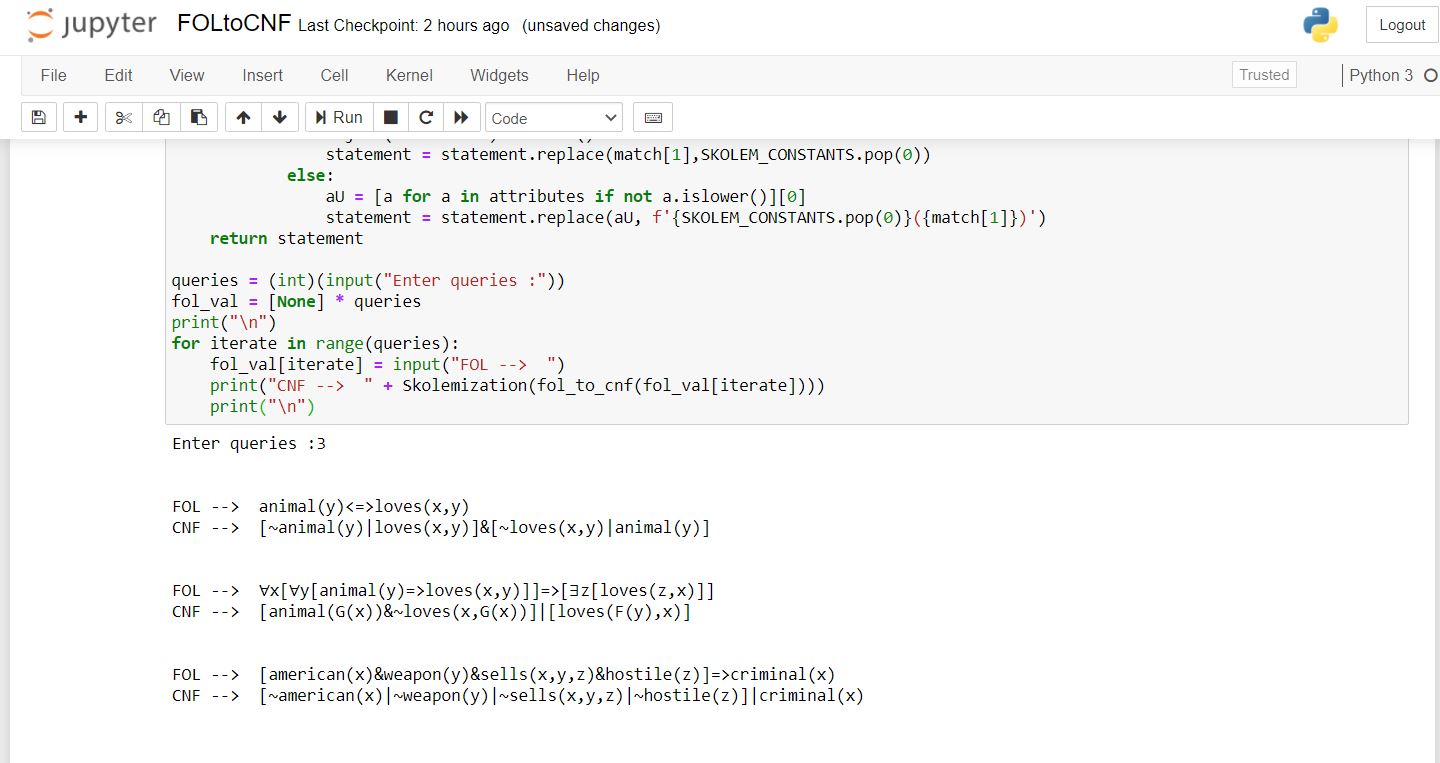 jupyter FOLtoCNF Last Checkpoint: 2 hours ago (unsaved changes) Logout
File Edit View Insert Cell Kernel Widgets Help Trusted Python 3
Run Code
statement = statement.replace(match[1],SKOLEM_CONSTANTS.pop(0))
else:
aU = [a for a in attributes if not a.islower()][0]
statement = statement.replace(aU, f'{SKOLEM_CONSTANTS.pop(0)}({match[1]})')
return statement
queries = (int)(input("Enter queries :"))
fol_val = [None] * queries
print("\n")
for iterate in range(queries):
fol_val[iterate] = input("FOL -->  ")
print("CNF -->  " + Skolemization(fol_to_cnf(fol_val[iterate])))
print("\n")
Enter queries :3
FOL -->  animal(y)<=>loves(x,y)
CNF -->  [~animal(y)|loves(x,y)]&[~loves(x,y)|animal(y)]
FOL -->  ∀x[∀y[animal(y)=>loves(x,y)]]=>[∃z[loves(z,x)]]
CNF -->  [animal(G(x))&~loves(x,G(x))]|[loves(F(y),x)]
FOL -->  [american(x)&weapon(y)&sells(x,y,z)&hostile(z)]=>criminal(x)
CNF -->  [~american(x)|~weapon(y)|~sells(x,y,z)|~hostile(z)]|criminal(x)